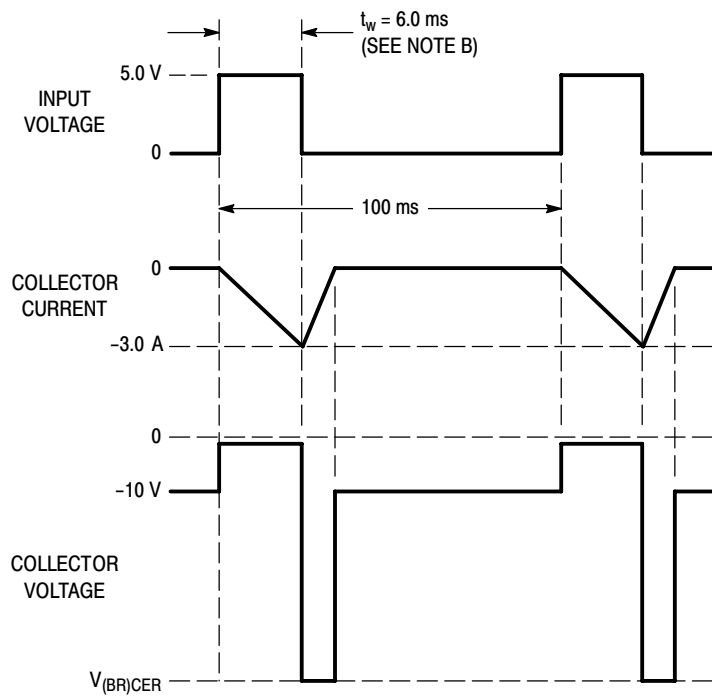 t_w = 6.0 ms
(SEE NOTE B)
5.0 V
INPUT
VOLTAGE
0
100 ms
0
COLLECTOR
CURRENT
–3.0 A
0
–10 V
COLLECTOR
VOLTAGE
V(BR)CER